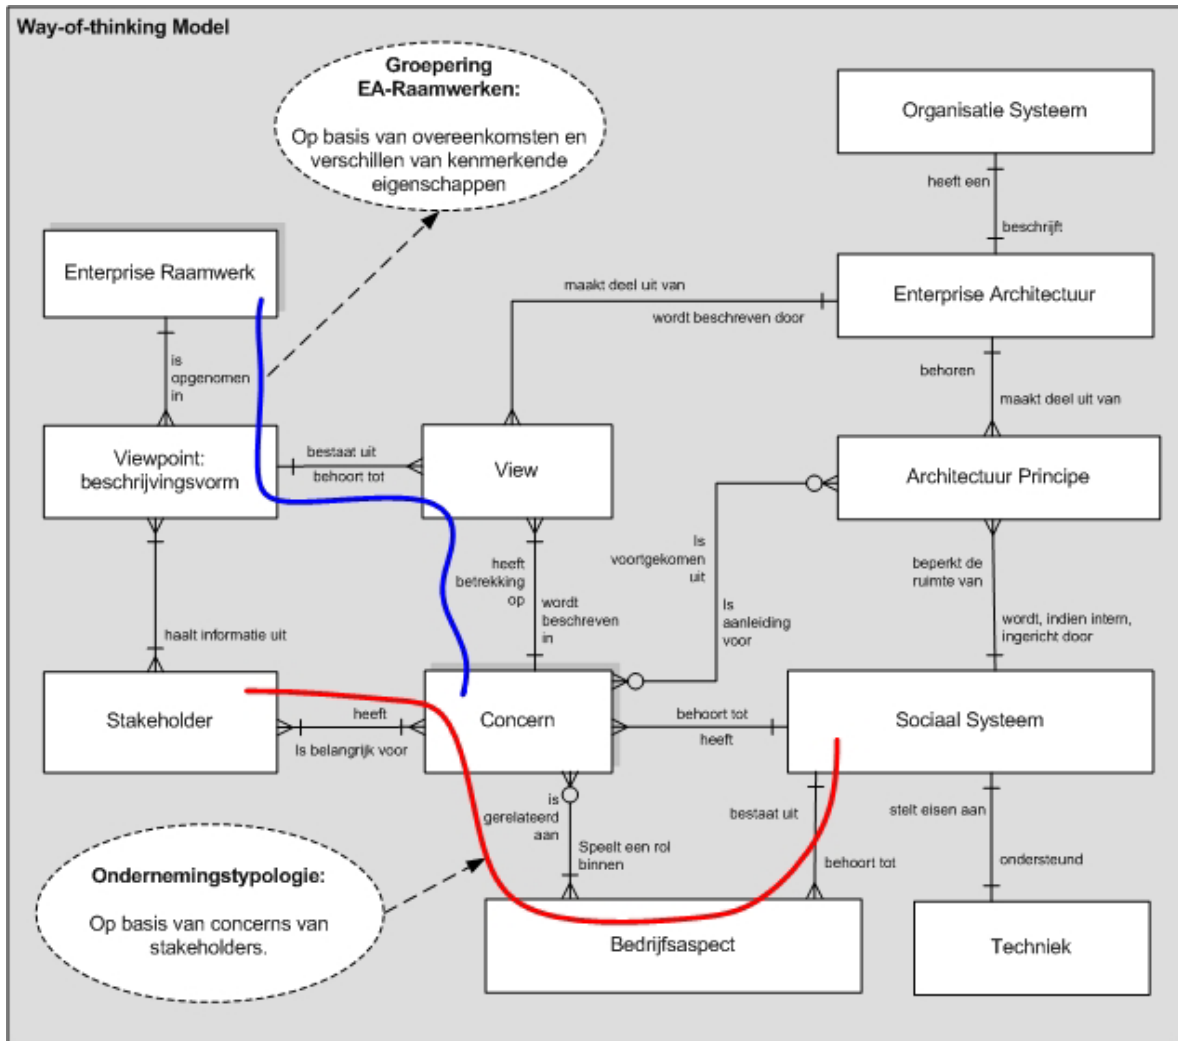 Way-of-thinking Model
Groepering
EA-Raamwerken:
Op basis van overeenkomsten en
verschillen van kenmerkende
eigenschappen
Organisatie Systeem
heeft een
beschrijft
Enterprise Raamwerk
Enterprise Architectuur
maakt deel uit van
wordt beschreven door
is
opgenomen
in
behoren
maakt deel uit van
Viewpoint:
beschrijvingsvorm
bestaat uit
behoort tot
View
Architectuur Principe
Is
voortgekomen
uit
heeft
betrekking
op
wordt
beschreven
in
Is
aanleiding
voor
beperkt de
ruimte van
wordt, indien intern,
ingericht door
haalt informatie uit
Stakeholder
heeft
Is belangrijk voor
Concern
behoort tot
heeft
Sociaal Systeem
is
gerelateerd
aan
Speelt een rol
binnen
bestaat uit
behoort tot
stelt eisen aan
ondersteund
Ondernemingstypologie:
Op basis van concerns van
stakeholders.
Bedrijfsaspect
Techniek